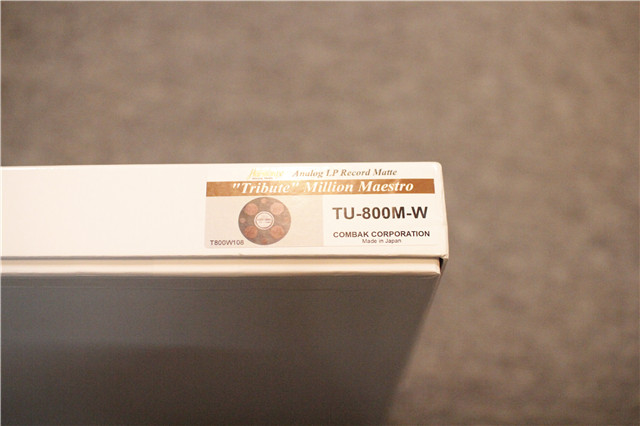 Analog LP Record Matte
"Tribute" Million Maestro
TU-800M-W
COMBAK CORPORATION
Made in Japan
T800W108